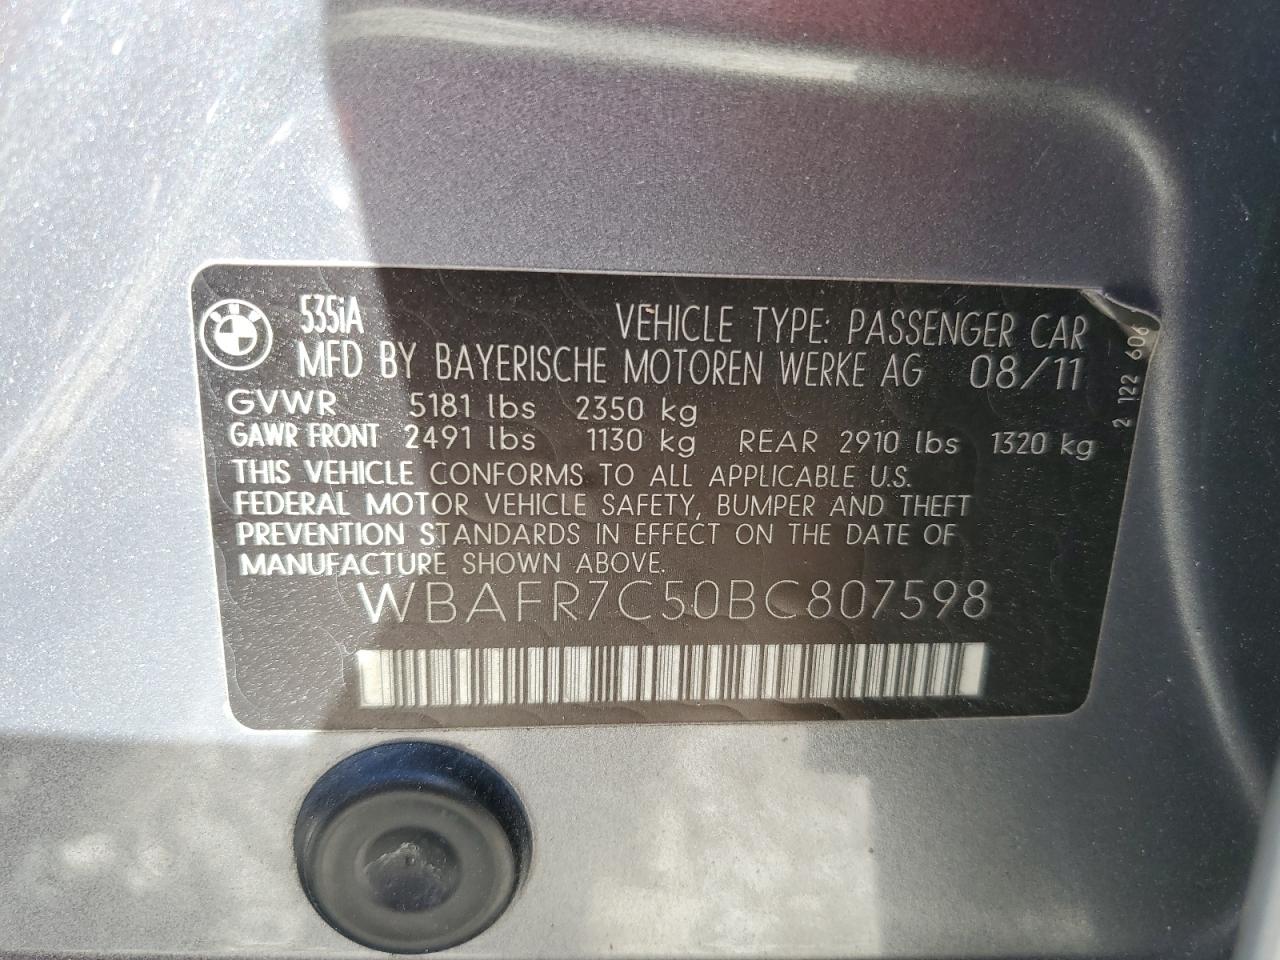 535iA VEHICLE TYPE: PASSENGER CAR
MFD BY BAYERISCHE MOTOREN WERKE AG 08/11
GVWR 5181 lbs 2350 kg
GAWR FRONT 2491 lbs 1130 kg REAR 2910 lbs 1320 kg
THIS VEHICLE CONFORMS TO ALL APPLICABLE U.S.
FEDERAL MOTOR VEHICLE SAFETY, BUMPER AND THEFT
PREVENTION STANDARDS IN EFFECT ON THE DATE OF
MANUFACTURE SHOWN ABOVE.
WBAFR7C50BC807598
2 122 606